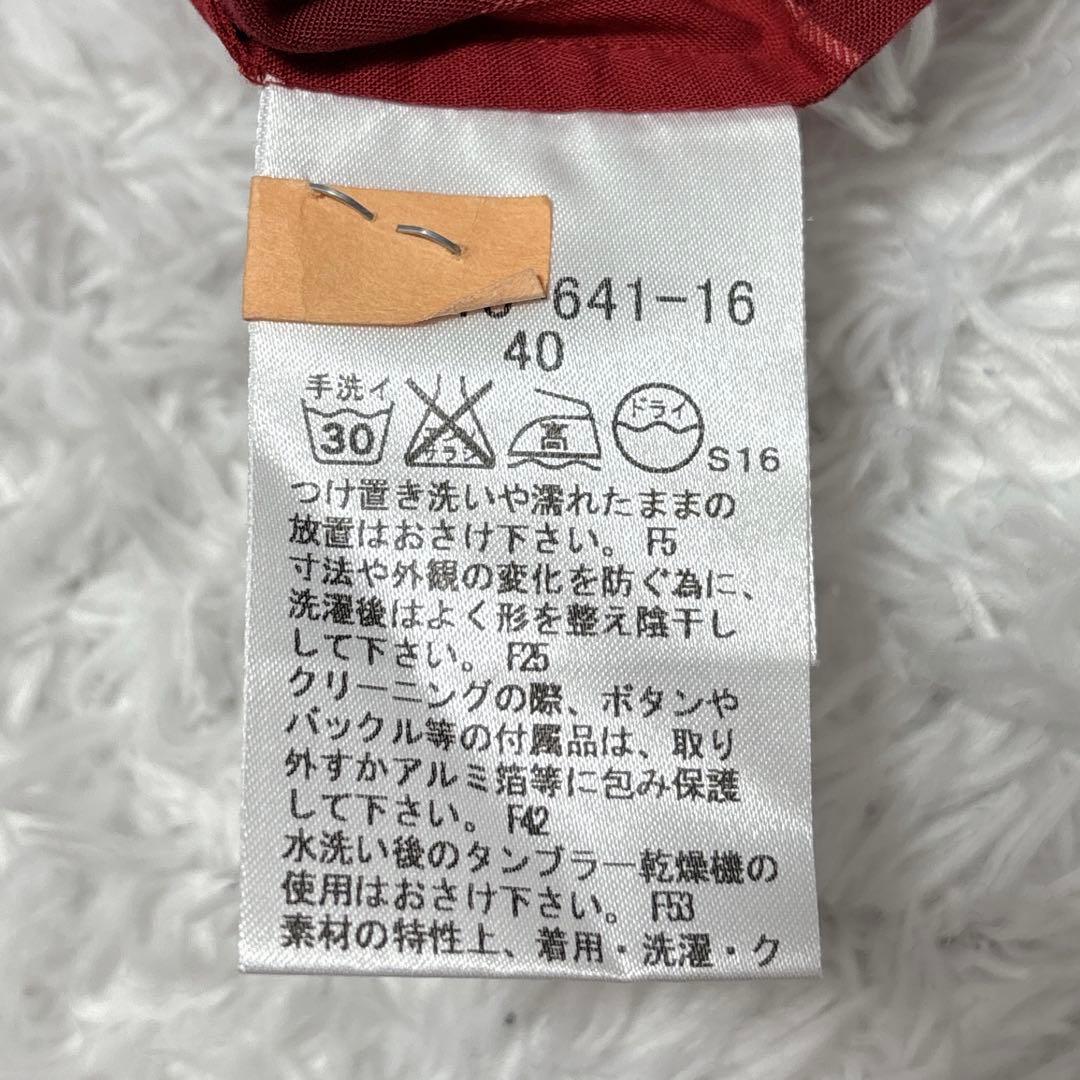 641-16
40
手洗イ
30
高
ドライ
S16
つけ置き洗いや濡れたままの
放置はおさけ下さい。F5
寸法や外観の変化を防ぐ為に、
洗濯後はよく形を整え陰干し
して下さい。F25
クリーニングの際、ボタンや
バックル等の付属品は、取り
外すかアルミ箔等に包み保護
して下さい。F42
水洗い後のタンブラー乾燥機の
使用はおさけ下さい。F53
素材の特性上、着用・洗濯・ク